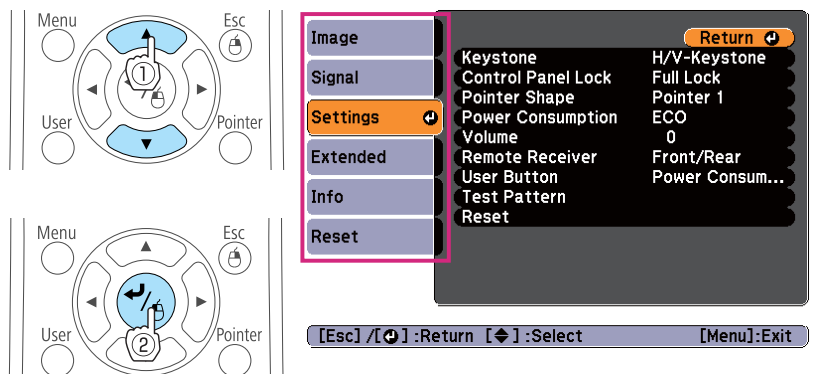 Menu
Esc
①
User
Pointer
Menu
Esc
②
User
Pointer
Image
Signal
Settings
Extended
Info
Reset
Return
Keystone H/V-Keystone
Control Panel Lock Full Lock
Pointer Shape Pointer 1
Power Consumption ECO
Volume 0
Remote Receiver Front/Rear
User Button Power Consum...
Test Pattern
Reset
[Esc] /[⏎] :Return [◆] :Select [Menu]:Exit